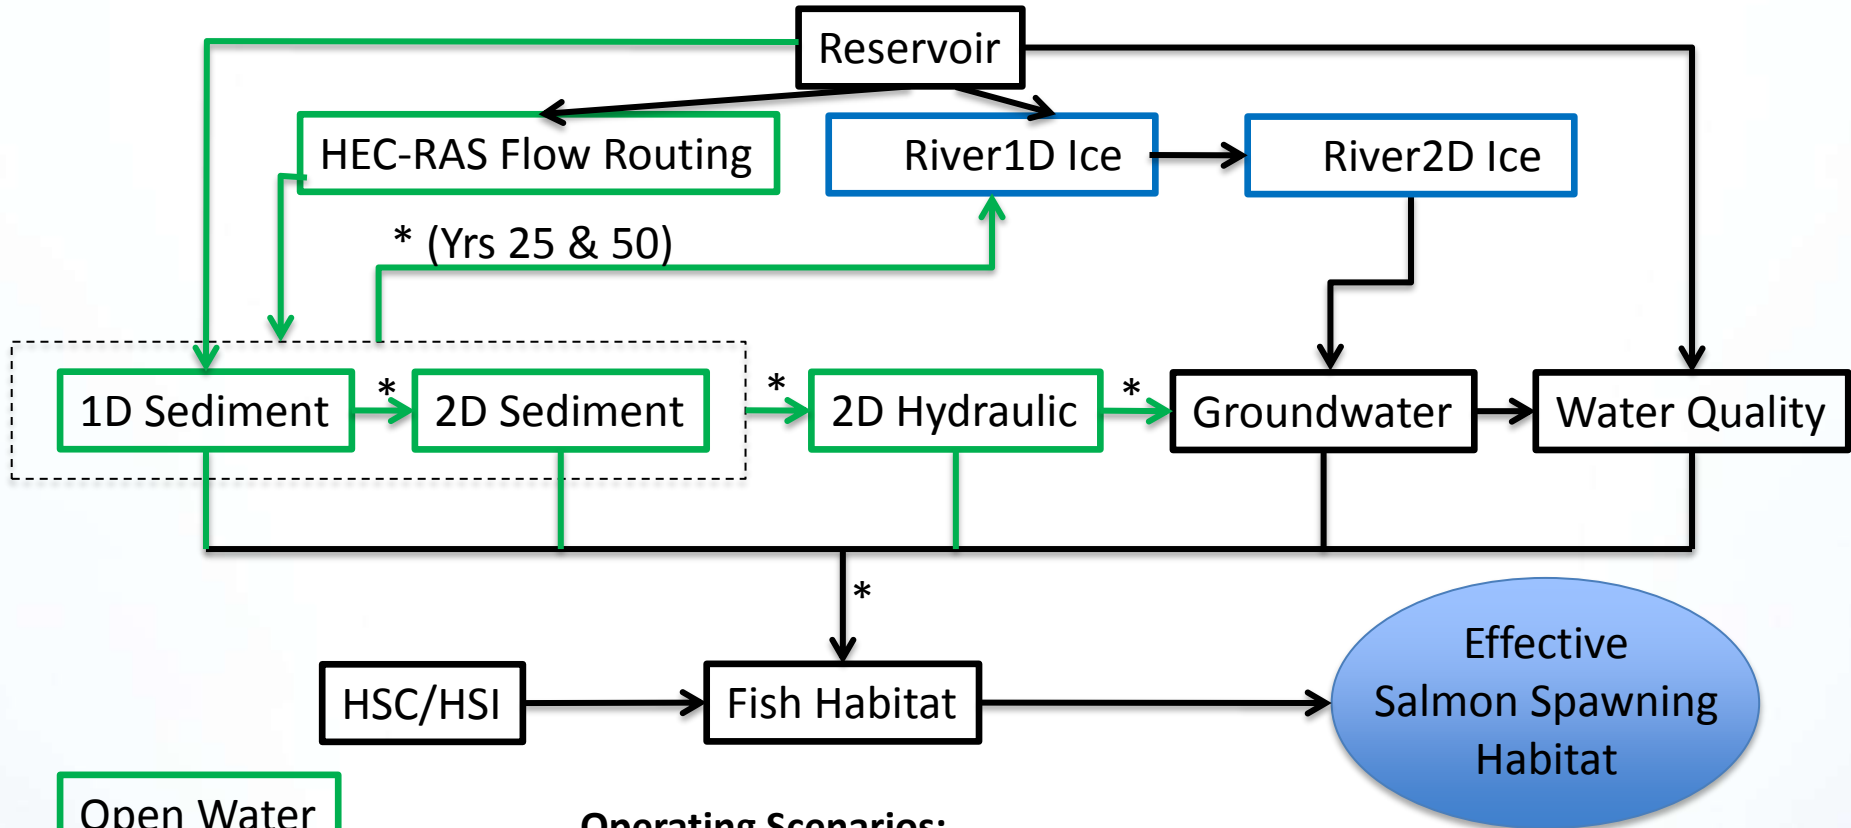 Reservoir
HEC-RAS Flow Routing
River1D Ice
River2D Ice
* (Yrs 25 & 50)
1D Sediment
*
2D Sediment
*
2D Hydraulic
*
Groundwater
Water Quality
*
HSC/HSI
Fish Habitat
Effective
Salmon Spawning
Habitat
Open Water
Operating Scenarios: